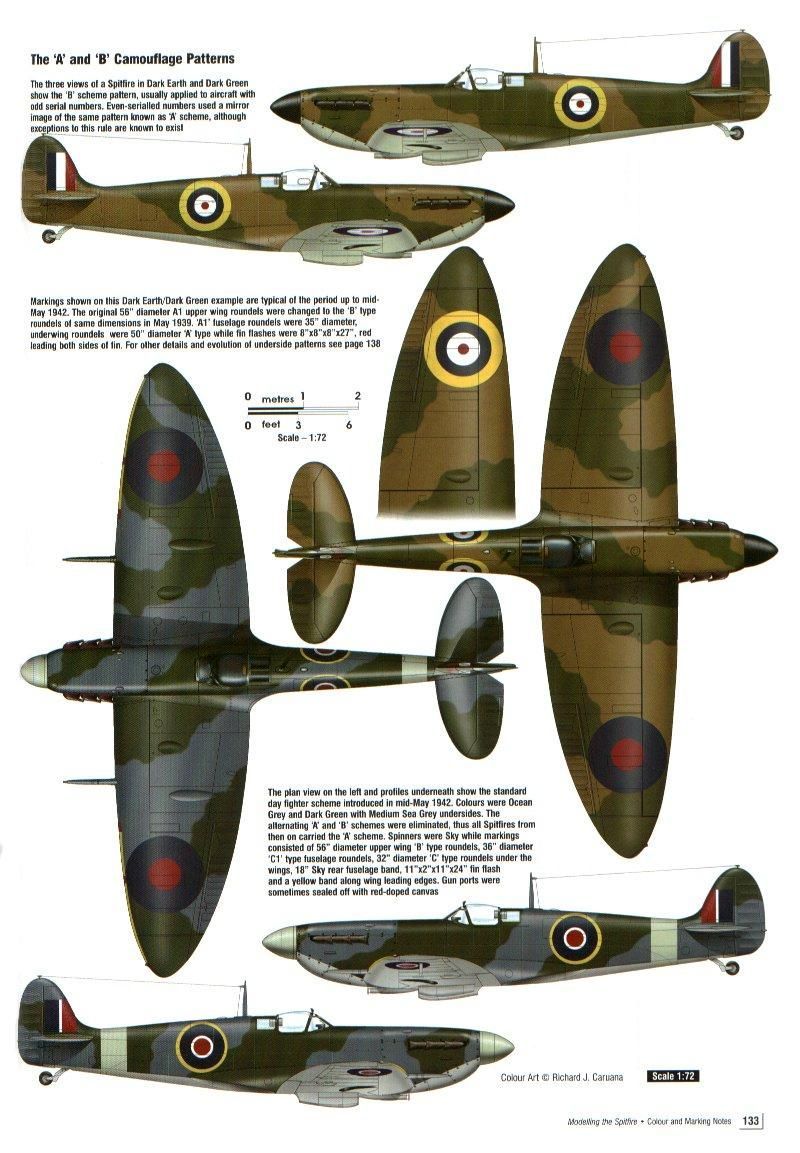 The 'A' and 'B' Camouflage Patterns
The three views of a Spitfire in Dark Earth and Dark Green
show the 'B' scheme pattern, usually applied to aircraft with
odd serial numbers. Even-serialled numbers used a mirror
image of the same pattern known as 'A' scheme, although
exceptions to this rule are known to exist
Markings shown on this Dark Earth/Dark Green example are typical of the period up to mid-
May 1942. The original 56" diameter A1 upper wing roundels were changed to the 'B' type
roundels of same dimensions in May 1939. 'A1' fuselage roundels were 35" diameter,
underwing roundels were 50" diameter 'A' type while fin flashes were 8"x8"x8"x27", red
leading both sides of fin. For other details and evolution of underside patterns see page 138
0 metres 1 2
0 feet 3 6
Scale – 1:72
The plan view on the left and profiles underneath show the standard
day fighter scheme introduced in mid-May 1942. Colours were Ocean
Grey and Dark Green with Medium Sea Grey undersides. The
alternating 'A' and 'B' schemes were eliminated, thus all Spitfires from
then on carried the 'A' scheme. Spinners were Sky while markings
consisted of 56" diameter upper wing 'B' type roundels, 36" diameter
'C1' type fuselage roundels, 32" diameter 'C' type roundels under the
wings, 18" Sky rear fuselage band, 11"x2"x11"x24" fin flash
and a yellow band along wing leading edges. Gun ports were
sometimes sealed off with red-doped canvas
Colour Art © Richard J. Caruana
Scale 1:72
Modelling the Spitfire • Colour and Marking Notes 133